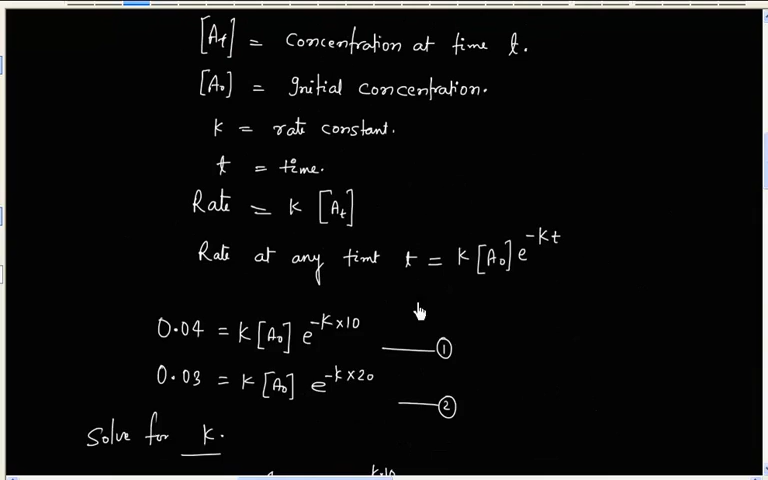 [At] = Concentration at time t.
[A0] = Initial concentration.
K = rate constant.
t = time.
Rate = K [At]
Rate at any timt t = K[A0]e^-Kt
0.04 = K[A0] e^-K×10 ①
0.03 = K[A0] e^-K×20 ②
Solve for K.